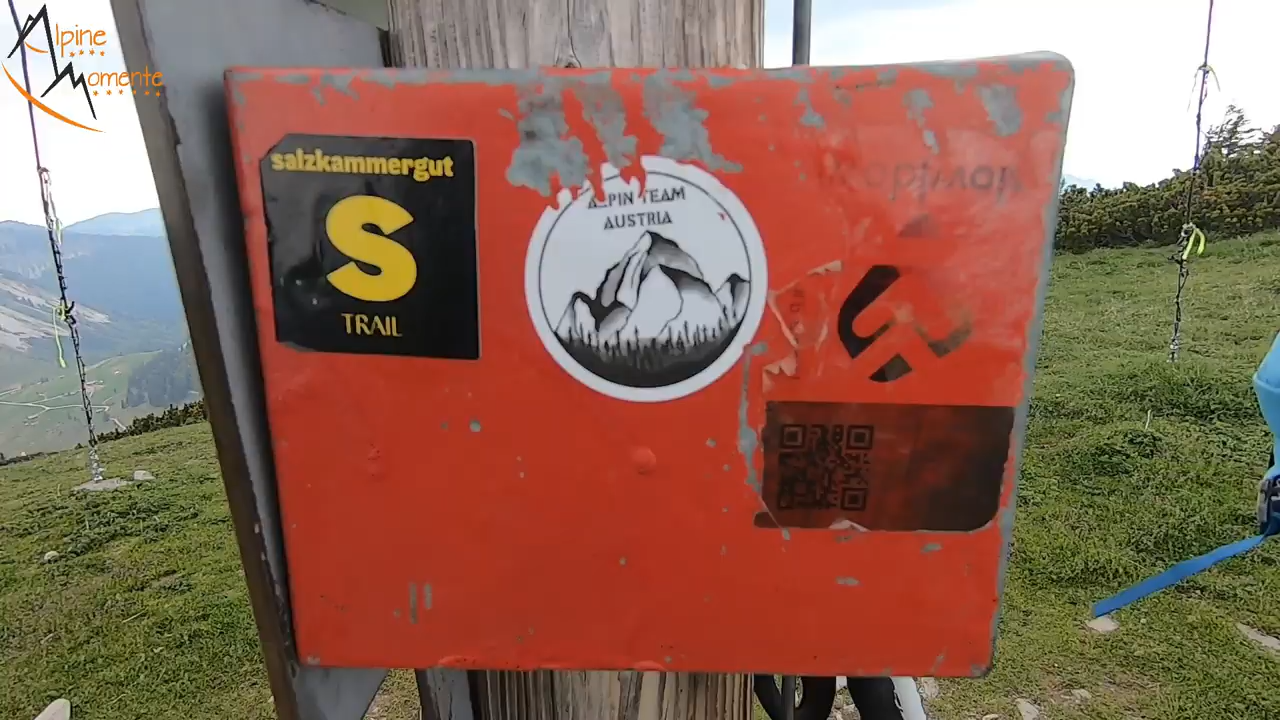 Alpine
Momente
salzkammergut
S
TRAIL
ALPIN TEAM
AUSTRIA